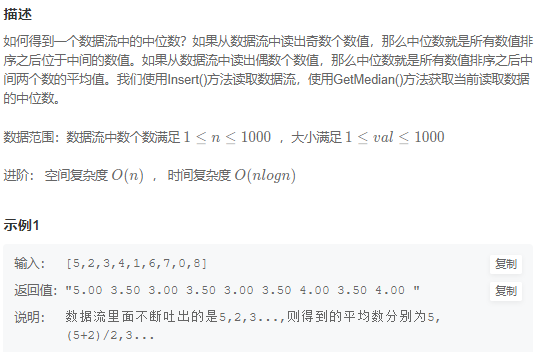 描述
如何得到一个数据流中的中位数？如果从数据流中读出奇数个数值，那么中位数就是所有数值排
序之后位于中间的数值。如果从数据流中读出偶数个数值，那么中位数就是所有数值排序之后中
间两个数的平均值。我们使用Insert()方法读取数据流，使用GetMedian()方法获取当前读取数据
的中位数。
数据范围：数据流中数个数满足 1 ≤ n ≤ 1000 ，大小满足 1 ≤ val ≤ 1000
进阶： 空间复杂度 O(n) ， 时间复杂度 O(nlogn)
示例1
输入： [5,2,3,4,1,6,7,0,8] 复制
返回值： "5.00 3.50 3.00 3.50 3.00 3.50 4.00 3.50 4.00 " 复制
说明： 数据流里面不断吐出的是5,2,3...,则得到的平均数分别为5,
(5+2)/2,3...